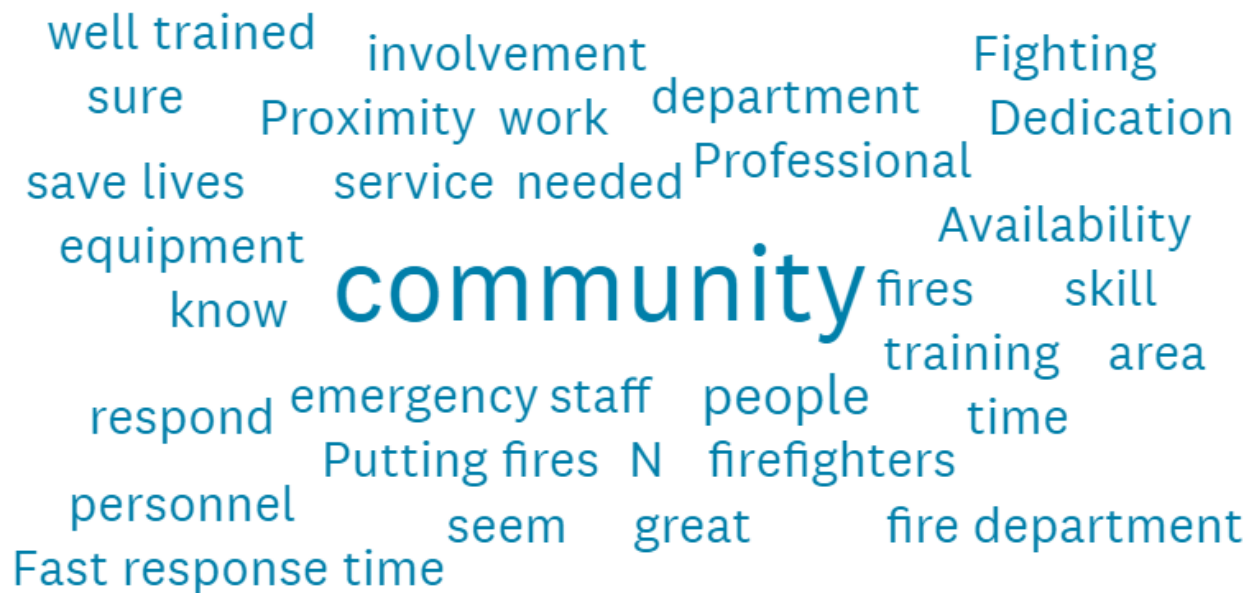 well trained
involvement
Fighting
sure
Proximity work
department
Dedication
save lives
service needed
Professional
equipment
Availability
know
community
fires
skill
training
area
respond
emergency staff
people
time
Putting fires
N
firefighters
personnel
seem
great
fire department
Fast response time